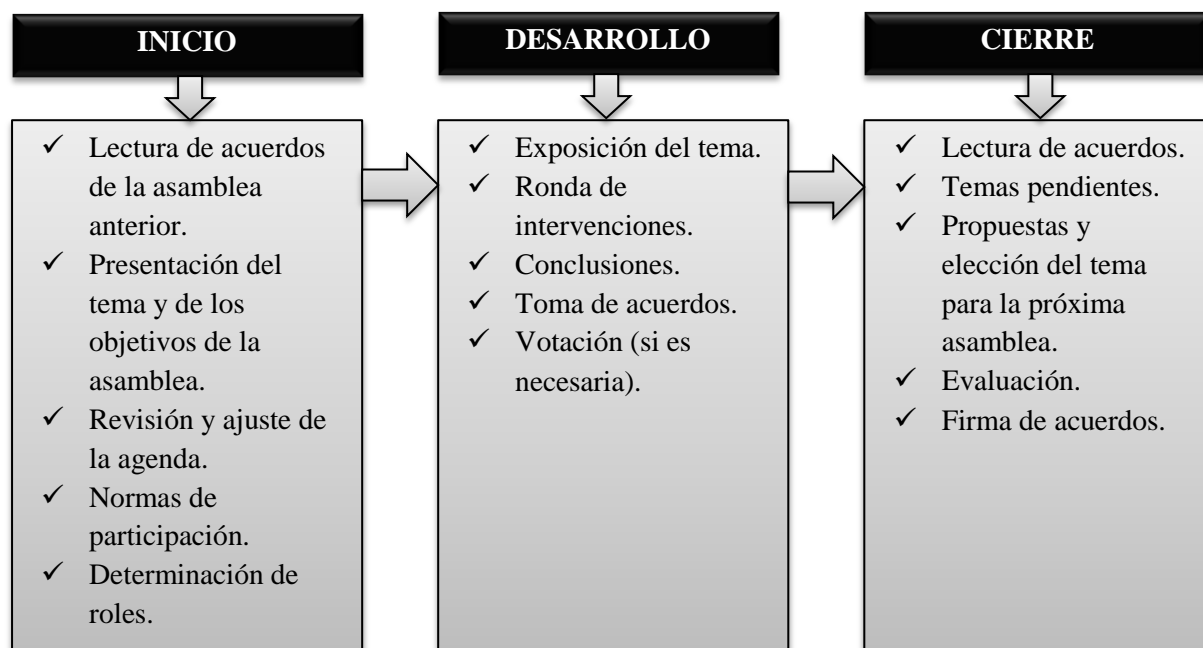 INICIO
✓ Lectura de acuerdos
de la asamblea
anterior.
✓ Presentación del
tema y de los
objetivos de la
asamblea.
✓ Revisión y ajuste de
la agenda.
✓ Normas de
participación.
✓ Determinación de
roles.
DESARROLLO
✓ Exposición del tema.
✓ Ronda de
intervenciones.
✓ Conclusiones.
✓ Toma de acuerdos.
✓ Votación (si es
necesaria).
CIERRE
✓ Lectura de acuerdos.
✓ Temas pendientes.
✓ Propuestas y
elección del tema
para la próxima
asamblea.
✓ Evaluación.
✓ Firma de acuerdos.